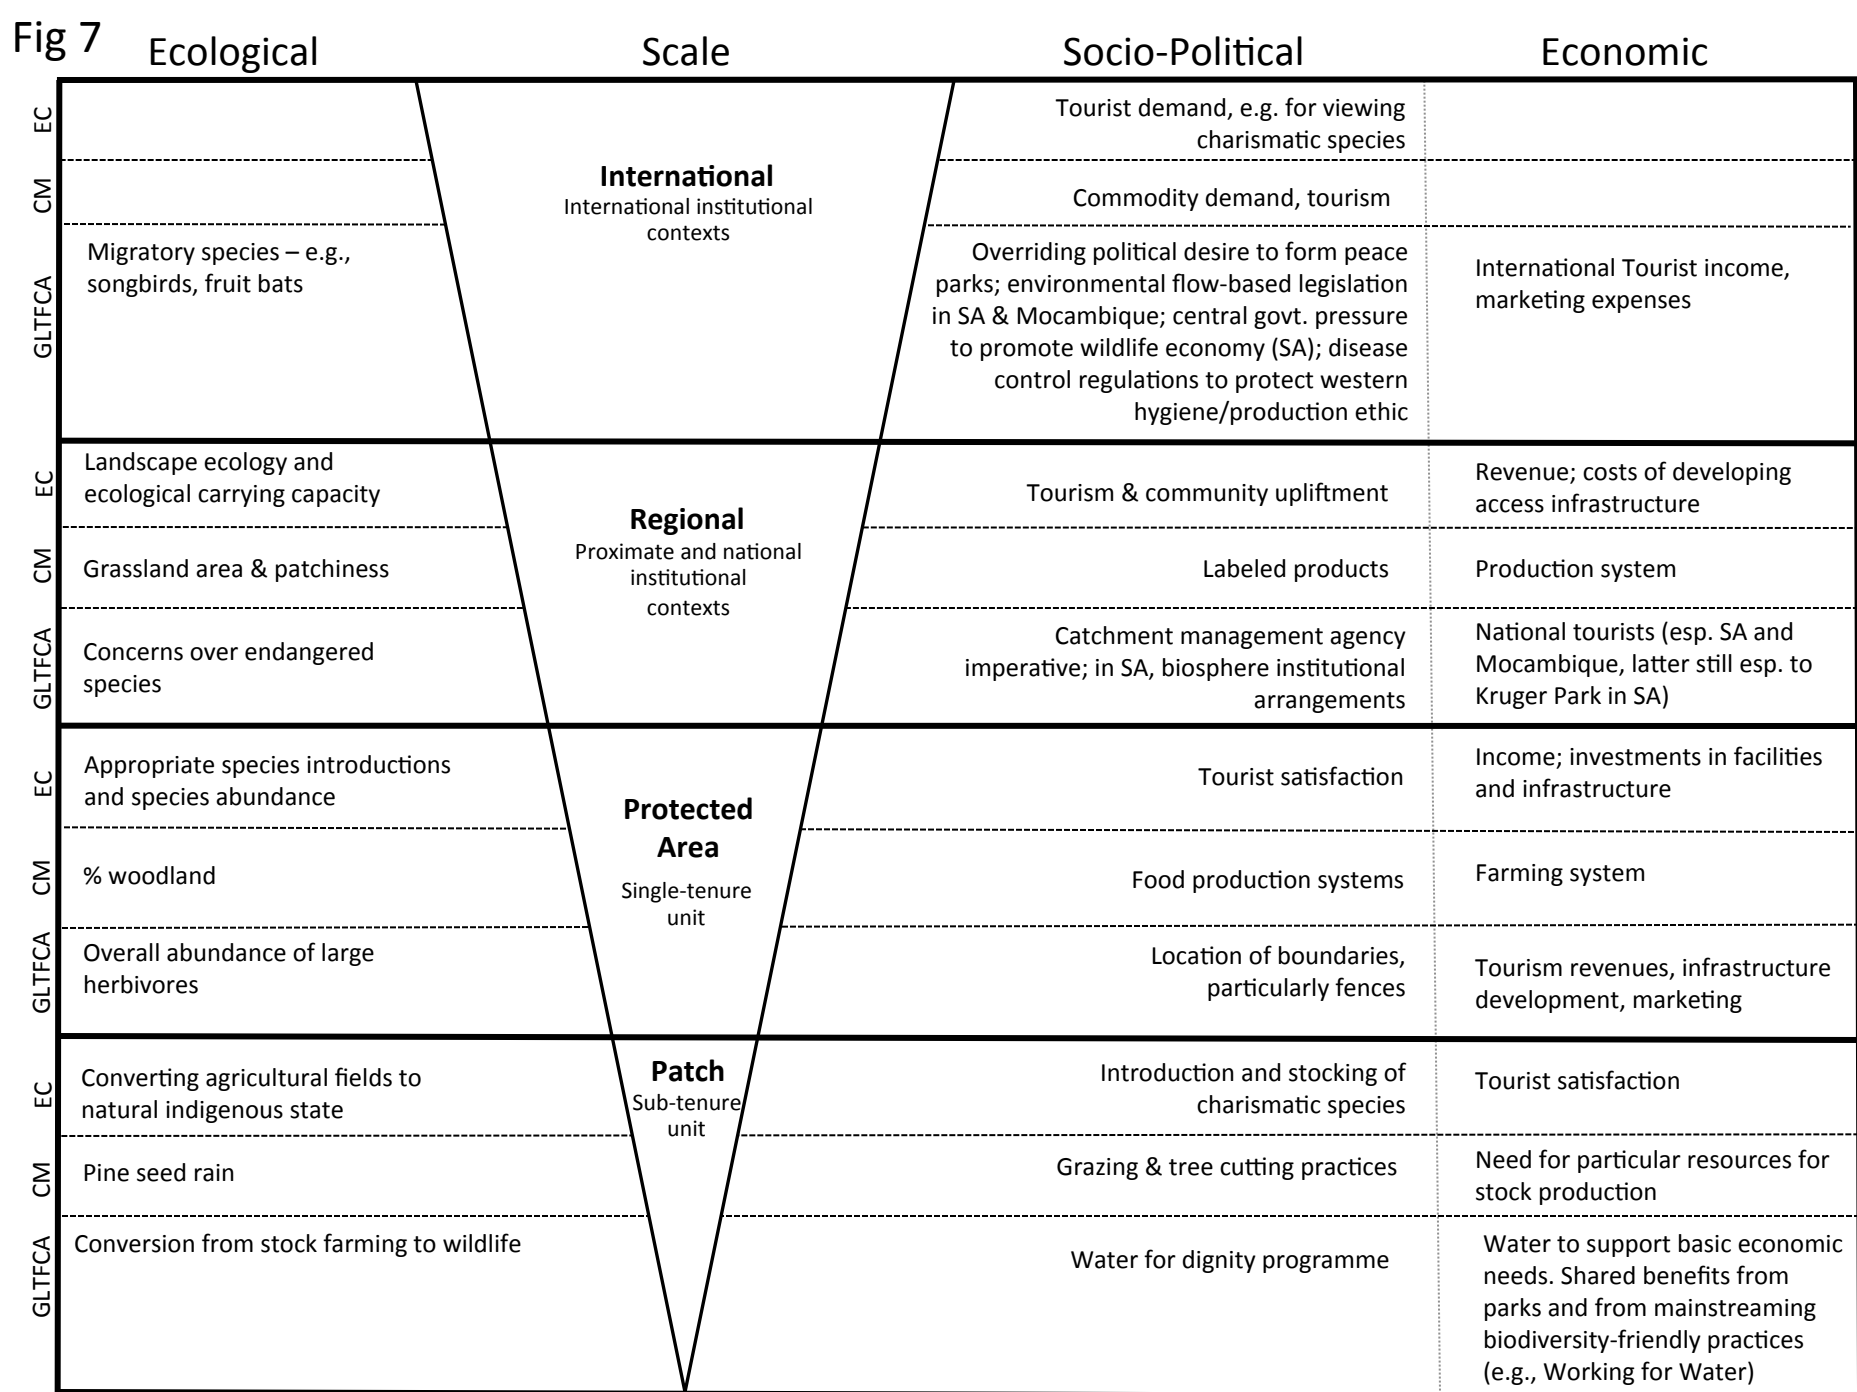 Fig 7
Ecological
Scale
Socio-Political
Economic
EC
Tourist demand, e.g. for viewing
charismatic species
International
International institutional
contexts
CM
Commodity demand, tourism
GLTFCA
Migratory species – e.g.,
songbirds, fruit bats
Overriding political desire to form peace
parks; environmental flow-based legislation
in SA & Mocambique; central govt. pressure
to promote wildlife economy (SA); disease
control regulations to protect western
hygiene/production ethic
International Tourist income,
marketing expenses
EC
Landscape ecology and
ecological carrying capacity
Regional
Proximate and national
institutional
contexts
Tourism & community upliftment
Revenue; costs of developing
access infrastructure
CM
Grassland area & patchiness
Labeled products
Production system
GLTFCA
Concerns over endangered
species
Catchment management agency
imperative; in SA, biosphere institutional
arrangements
National tourists (esp. SA and
Mocambique, latter still esp. to
Kruger Park in SA)
EC
Appropriate species introductions
and species abundance
Protected
Area
Single-tenure
unit
Tourist satisfaction
Income; investments in facilities
and infrastructure
CM
% woodland
Food production systems
Farming system
GLTFCA
Overall abundance of large
herbivores
Location of boundaries,
particularly fences
Tourism revenues, infrastructure
development, marketing
EC
Converting agricultural fields to
natural indigenous state
Patch
Sub-tenure
unit
Introduction and stocking of
charismatic species
Tourist satisfaction
CM
Pine seed rain
Grazing & tree cutting practices
Need for particular resources for
stock production
GLTFCA
Conversion from stock farming to wildlife
Water for dignity programme
Water to support basic economic
needs. Shared benefits from
parks and from mainstreaming
biodiversity-friendly practices
(e.g., Working for Water)